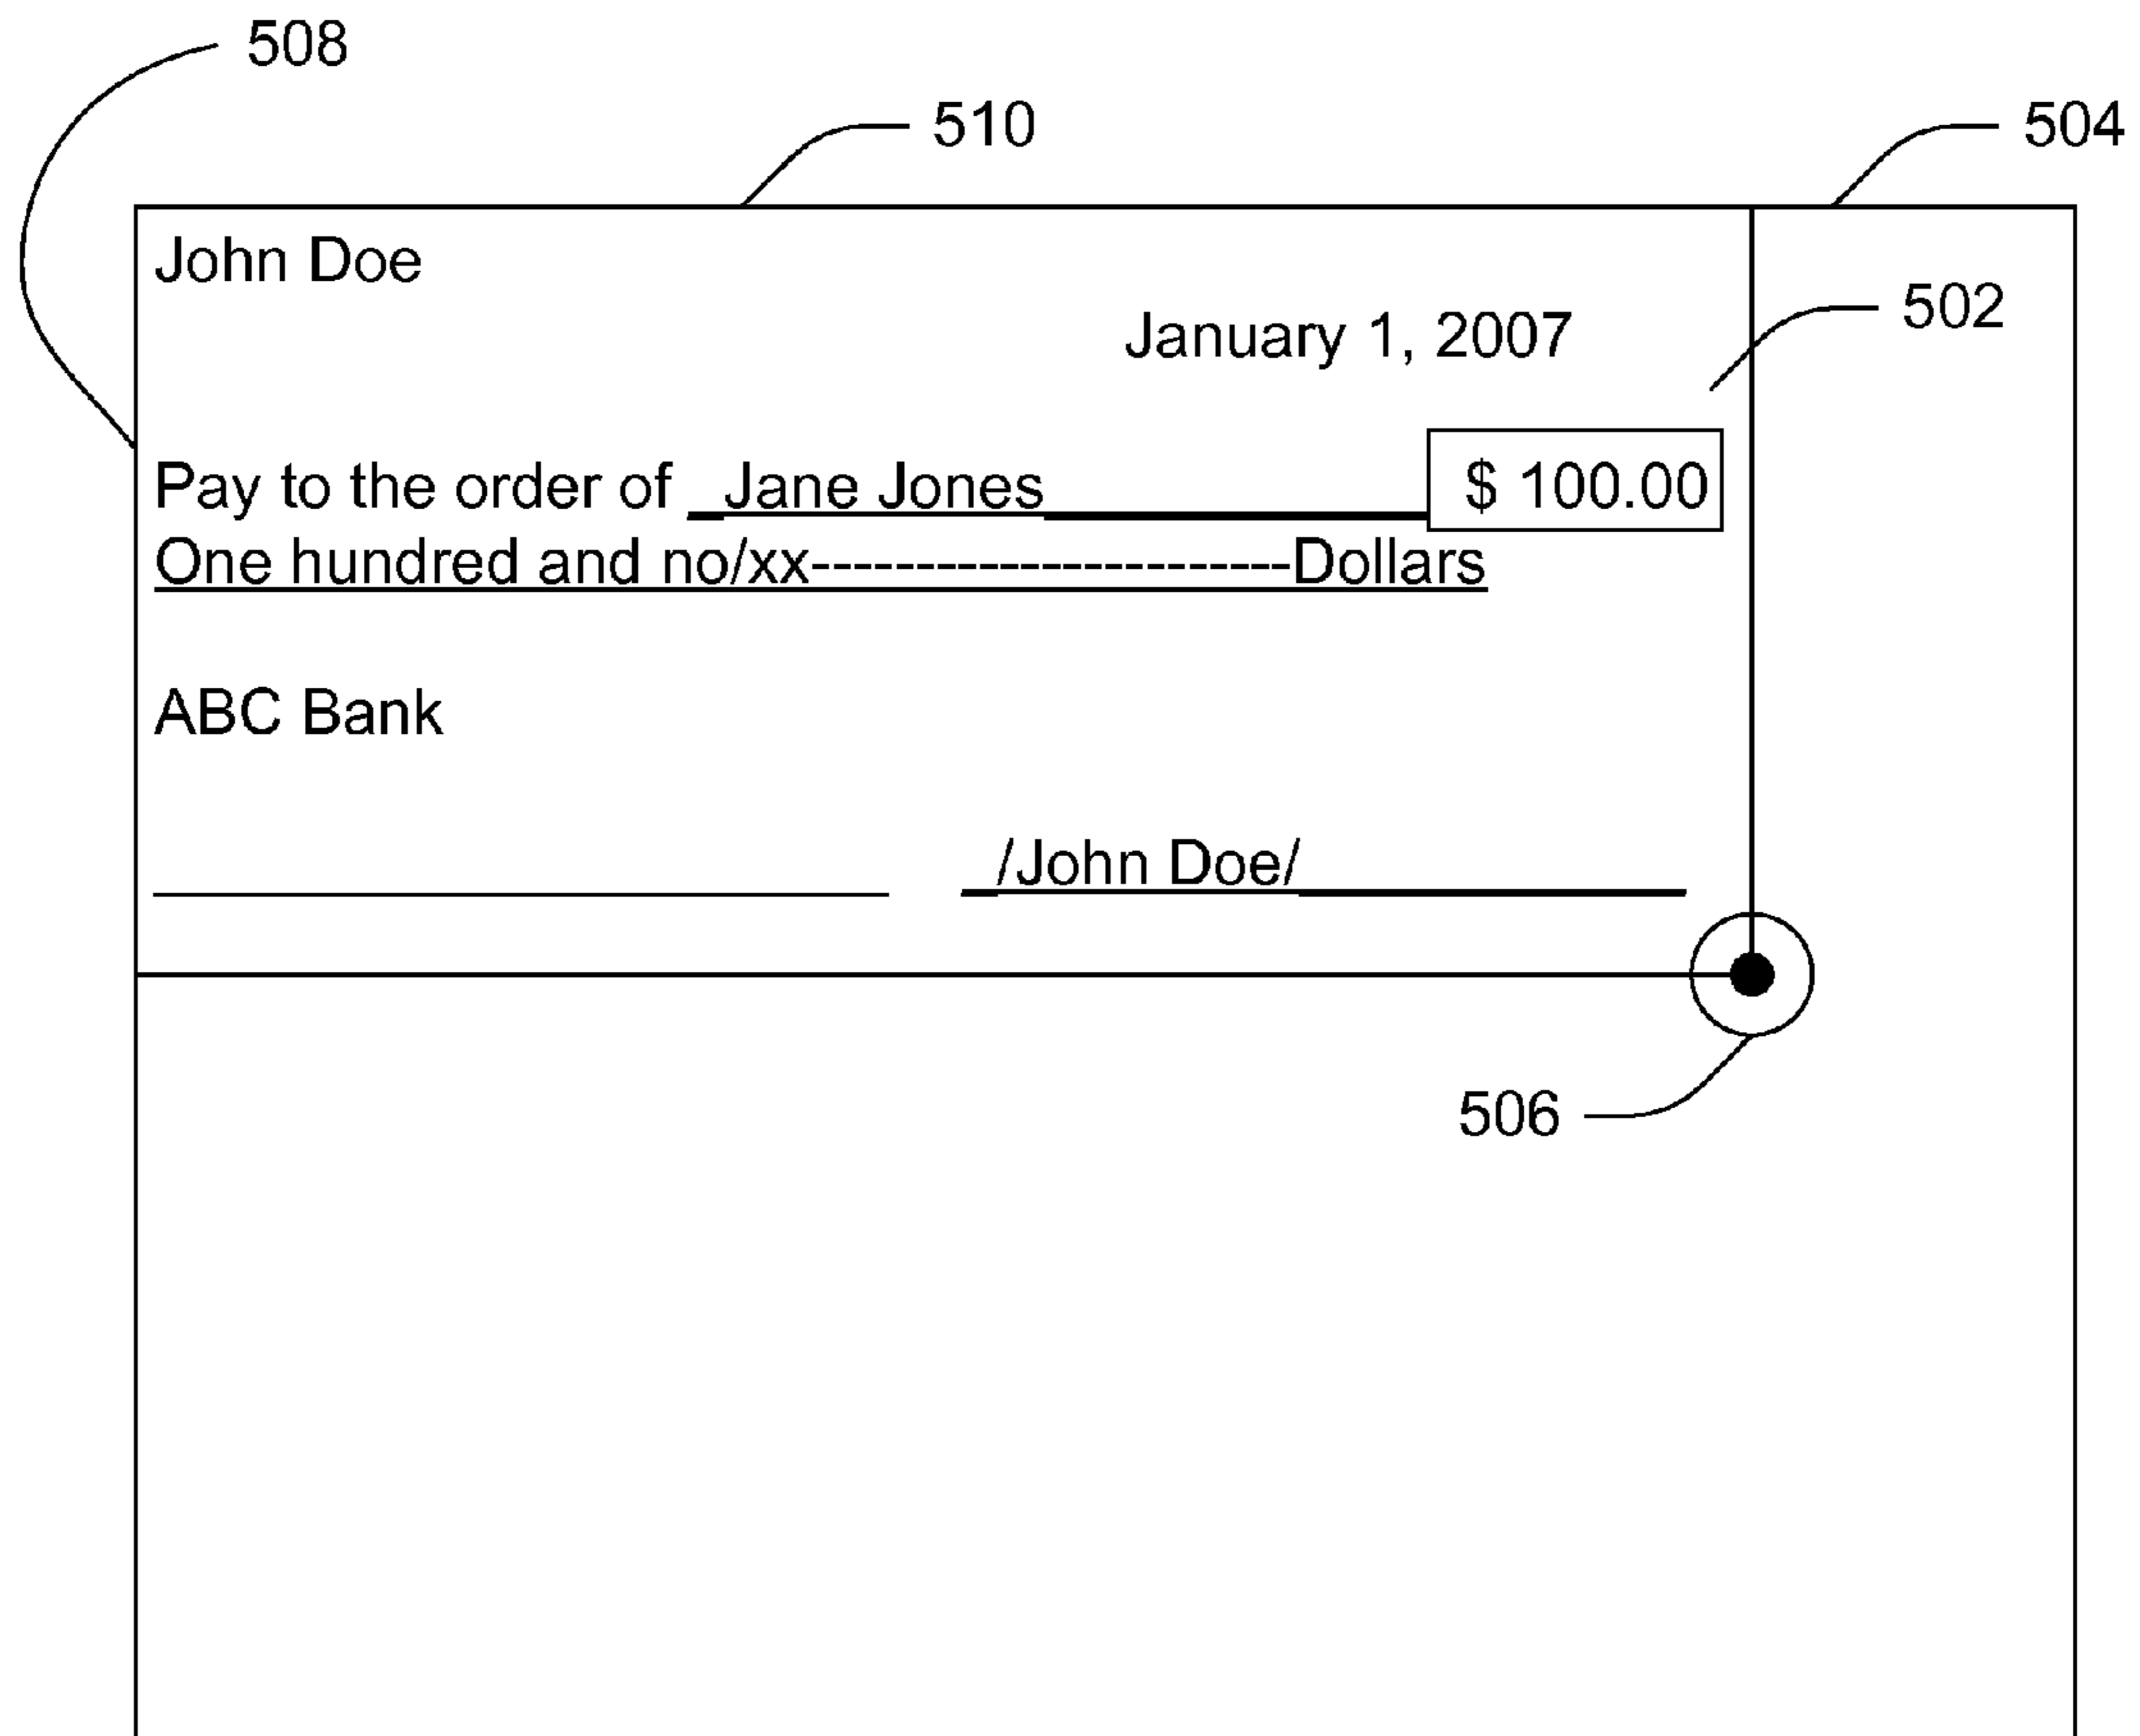 508
510
504
John Doe
502
January 1, 2007
Pay to the order of Jane Jones $ 100.00
One hundred and no/xx-----------------------Dollars
ABC Bank
/John Doe/
506